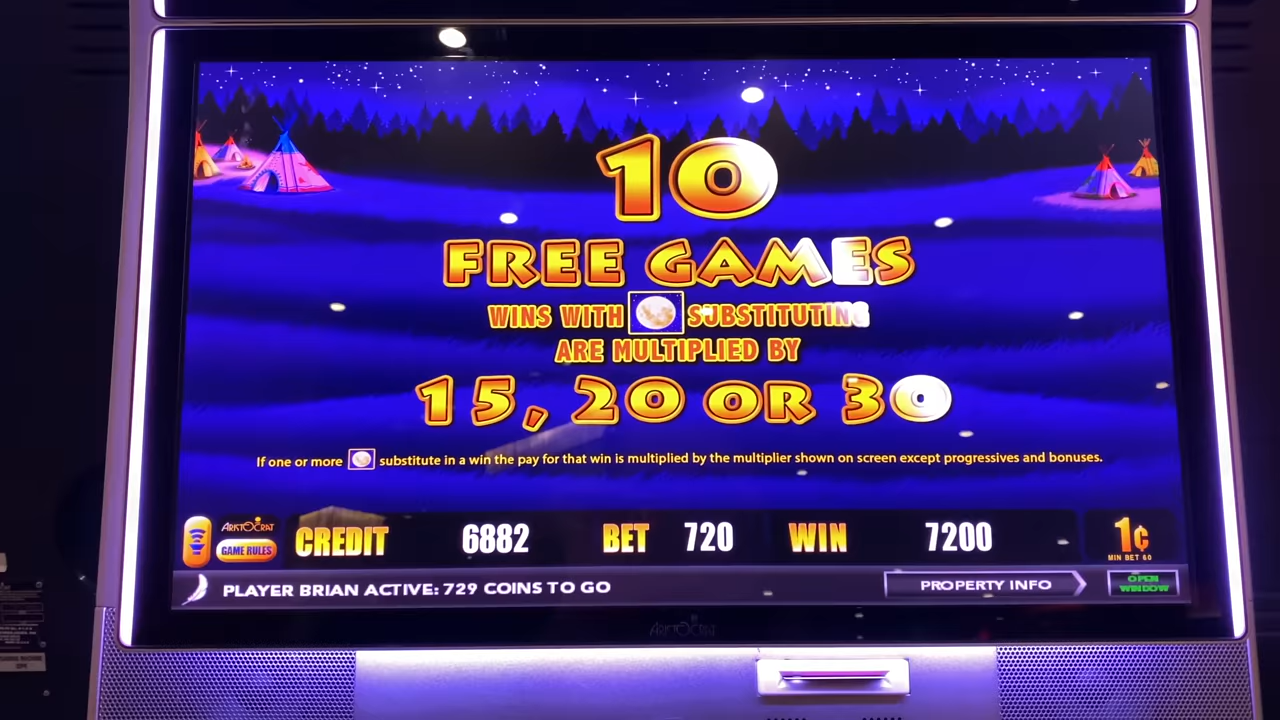 10
FREE GAMES
WINS WITH SUBSTITUTING
ARE MULTIPLIED BY
15, 20 OR 30
If one or more substitute in a win the pay for that win is multiplied by the multiplier shown on screen except progressives and bonuses.
ARISTOCRAT
GAME RULES
CREDIT 6882 BET 720 WIN 7200
1¢
MIN BET 60
PLAYER BRIAN ACTIVE: 729 COINS TO GO
PROPERTY INFO
OPEN
WINDOW
ARISTOCRAT